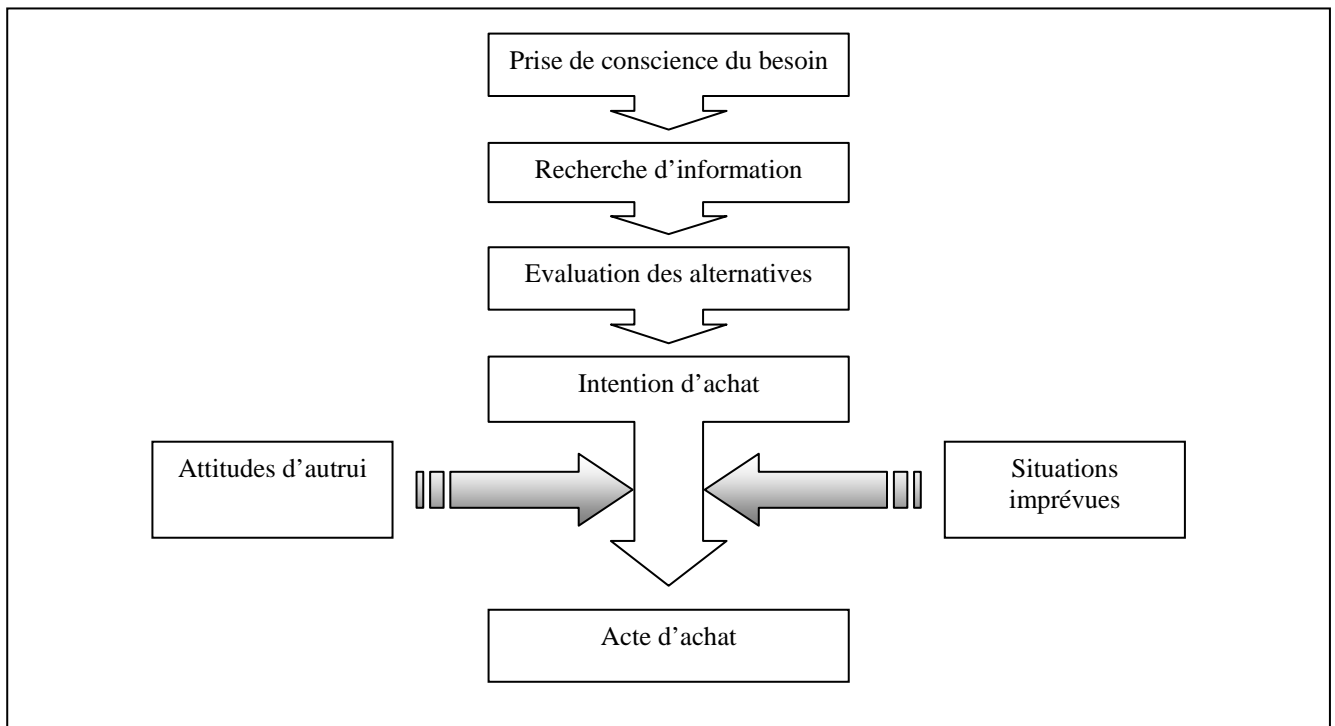 Prise de conscience du besoin
Recherche d’information
Evaluation des alternatives
Intention d’achat
Attitudes d’autrui
Situations
imprévues
Acte d’achat